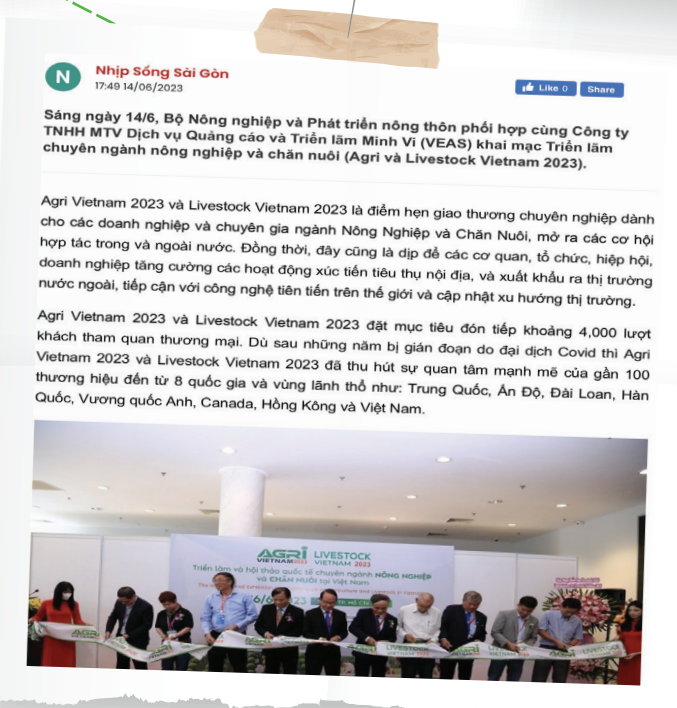 N
Nhịp Sống Sài Gòn
17:49 14/06/2023
Like 0
Share
Sáng ngày 14/6, Bộ Nông nghiệp và Phát triển nông thôn phối hợp cùng Công ty
TNHH MTV Dịch vụ Quảng cáo và Triển lãm Minh Vi (VEAS) khai mạc Triển lãm
chuyên ngành nông nghiệp và chăn nuôi (Agri và Livestock Vietnam 2023).
Agri Vietnam 2023 và Livestock Vietnam 2023 là điểm hẹn giao thương chuyên nghiệp dành
cho các doanh nghiệp và chuyên gia ngành Nông Nghiệp và Chăn Nuôi, mở ra các cơ hội
hợp tác trong và ngoài nước. Đồng thời, đây cũng là dịp để các cơ quan, tổ chức, hiệp hội,
doanh nghiệp tăng cường các hoạt động xúc tiến tiêu thụ nội địa, và xuất khẩu ra thị trường
nước ngoài, tiếp cận với công nghệ tiên tiến trên thế giới và cập nhật xu hướng thị trường.
Agri Vietnam 2023 và Livestock Vietnam 2023 đặt mục tiêu đón tiếp khoảng 4,000 lượt
khách tham quan thương mại. Dù sau những năm bị gián đoạn do đại dịch Covid thì Agri
Vietnam 2023 và Livestock Vietnam 2023 đã thu hút sự quan tâm mạnh mẽ của gần 100
thương hiệu đến từ 8 quốc gia và vùng lãnh thổ như: Trung Quốc, Ấn Độ, Đài Loan, Hàn
Quốc, Vương quốc Anh, Canada, Hồng Kông và Việt Nam.
AGRI LIVESTOCK
VIETNAM 2023 VIETNAM 2023
Triển lãm và hội thảo quốc tế chuyên ngành NÔNG NGHIỆP
và CHĂN NUÔI tại Việt Nam
AGRI
LIVESTOCK
VIETNAM 2023
AGRI
LIVESTOCK
VIETNAM 2023
AGRI